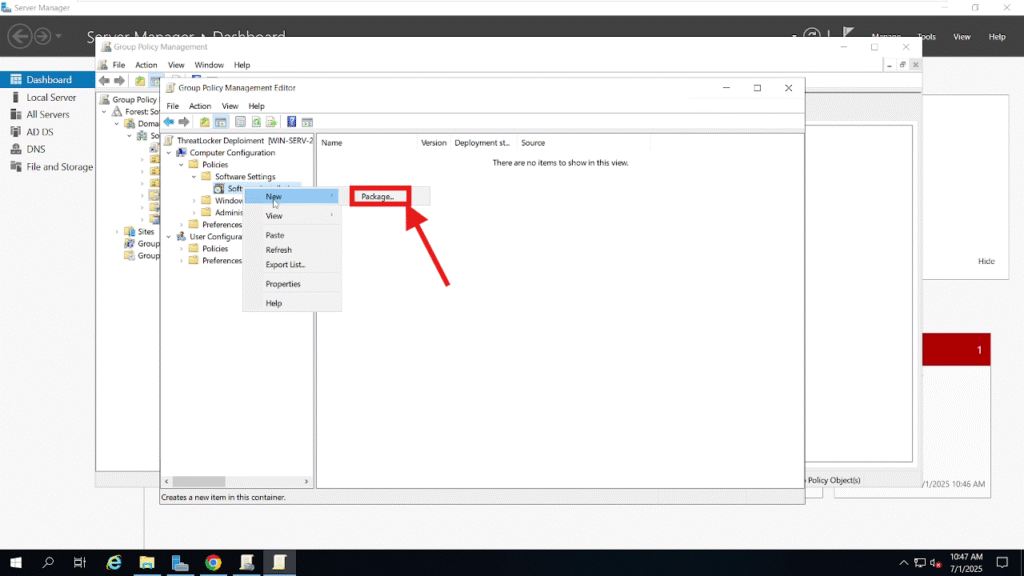 Server Manager
Server Manager • Dashboard
Manage
Tools
View
Help
Dashboard
Local Server
All Servers
AD DS
DNS
File and Storage
Group Policy Management
File Action View Window Help
Group Policy
Forest: So
Doma
So
Sites
Group
Group
Group Policy Management Editor
File Action View Help
ThreatLocker Deploiment [WIN-SERV-2
Computer Configuration
Policies
Software Settings
Window
Adminis
Preferences
User Configura
Policies
Preferences
Name Version Deployment st... Source
There are no items to show in this view.
New
View
Paste
Refresh
Export List...
Properties
Help
Package...
Creates a new item in this container.
Hide
1
Policy Object(s)
/1/2025 10:46 AM
10:47 AM
7/1/2025